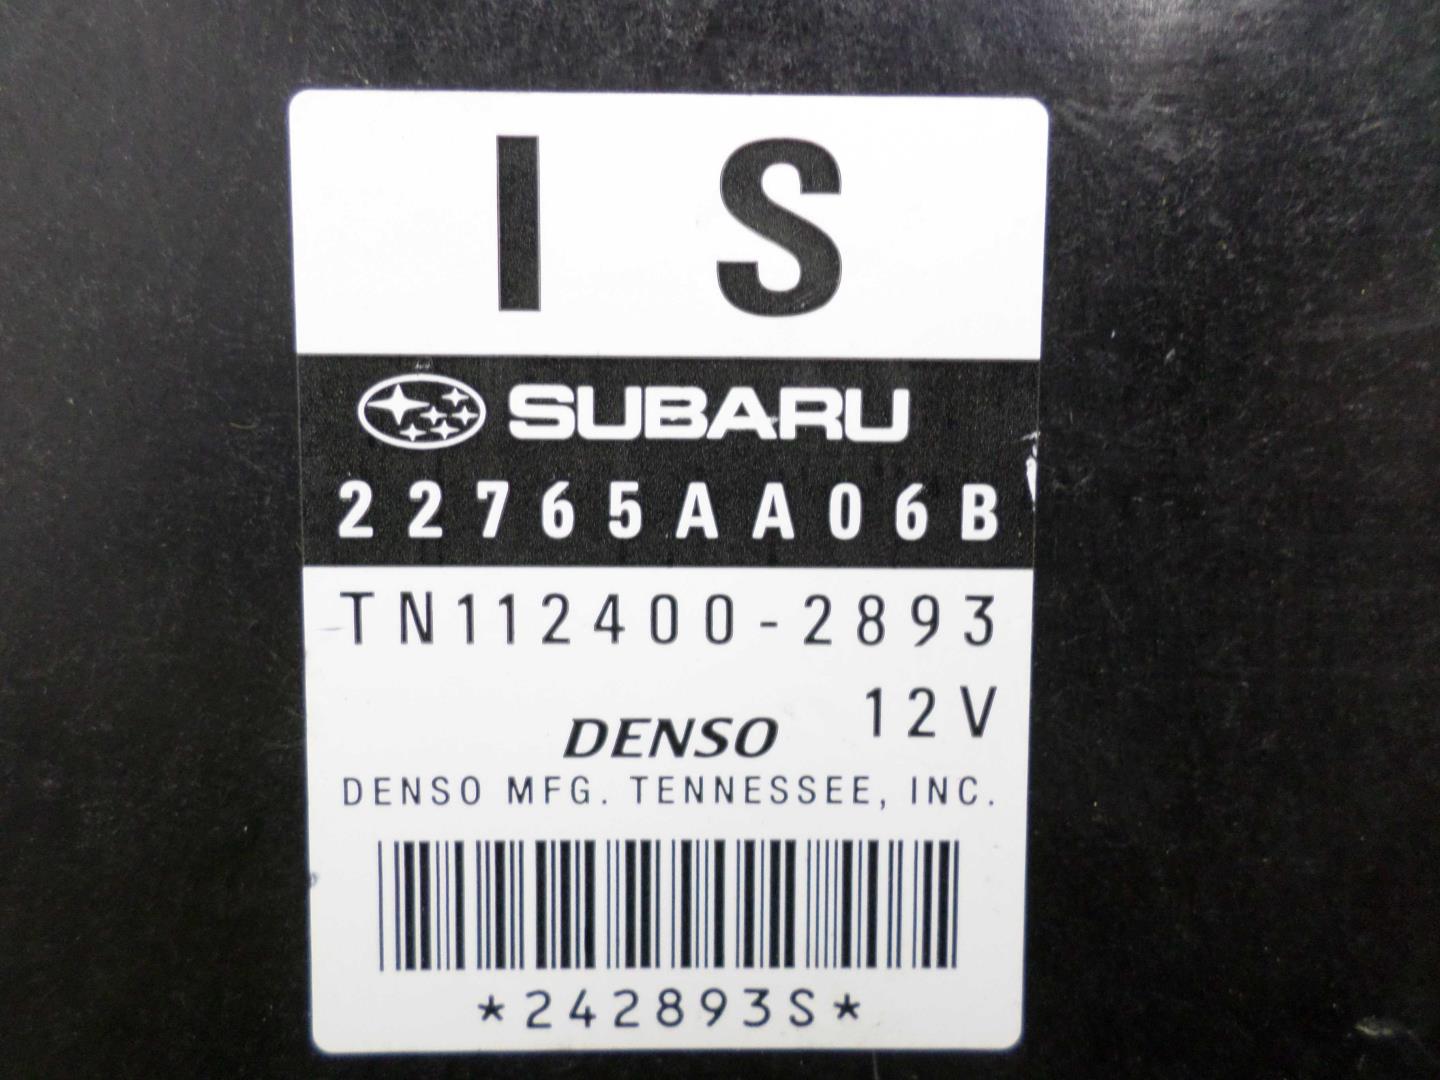 I S
SUBARU
22765AA06B
TN112400-2893
12V
DENSO
DENSO MFG. TENNESSEE, INC.
*242893S*